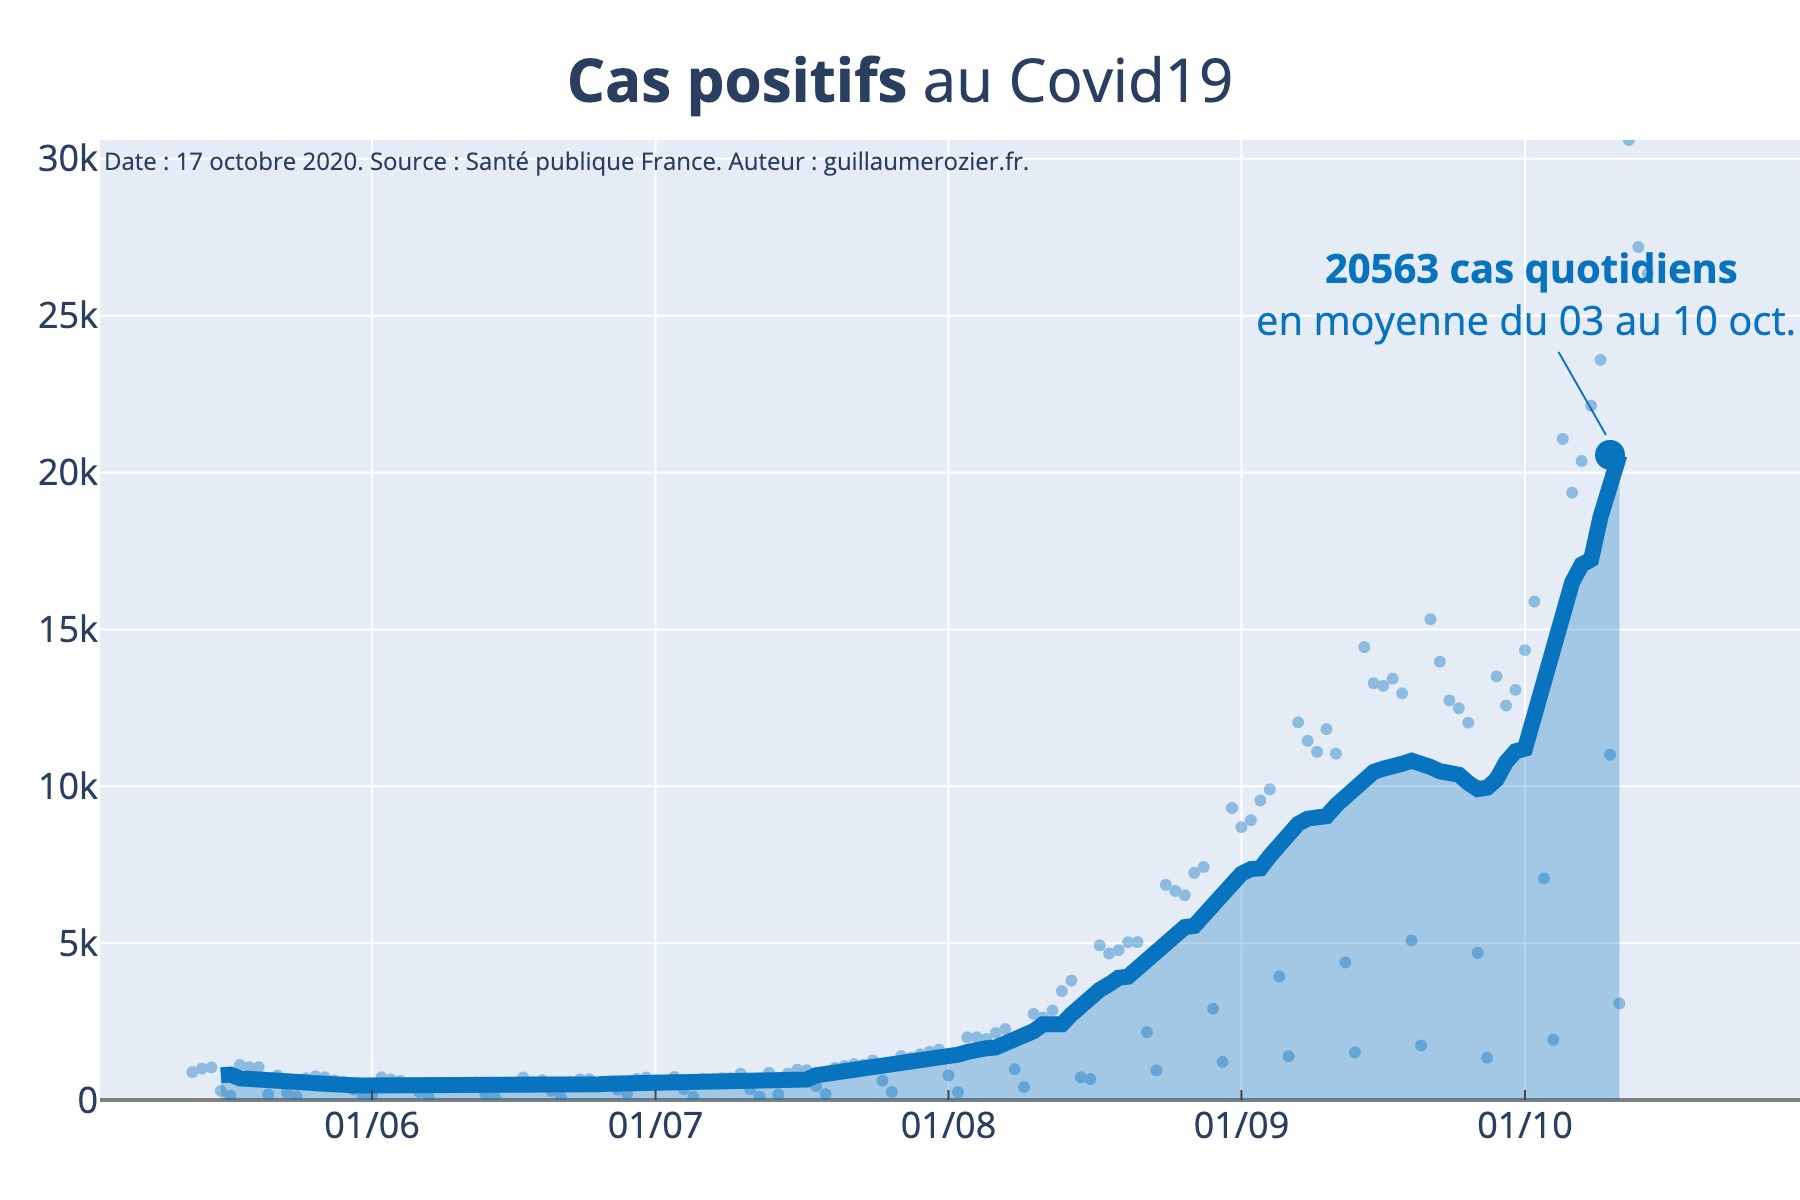 Cas positifs au Covid19
30k
Date : 17 octobre 2020. Source : Santé publique France. Auteur : guillaumerozier.fr.
20563 cas quotidiens
en moyenne du 03 au 10 oct.
25k
20k
15k
10k
5k
0
01/06
01/07
01/08
01/09
01/10